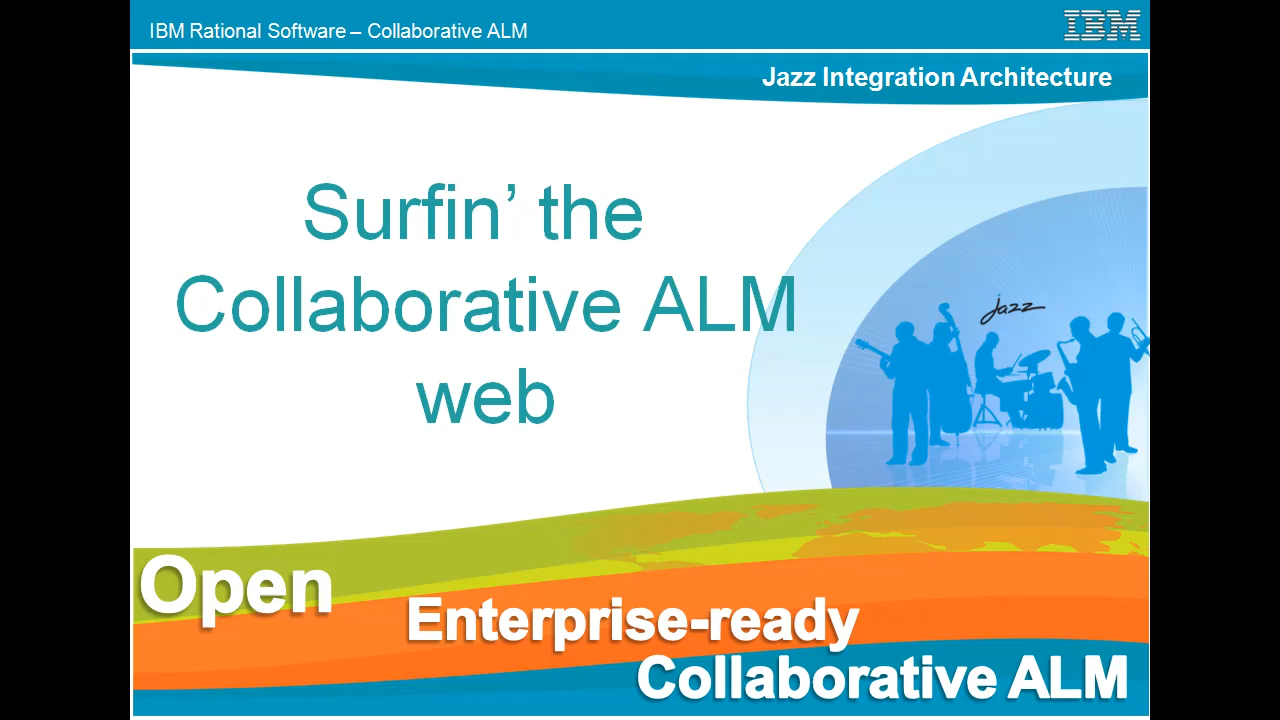 IBM Rational Software – Collaborative ALM
IBM
Jazz Integration Architecture
Surfin’ the
Collaborative ALM
web
jazz
Open
Enterprise-ready
Collaborative ALM